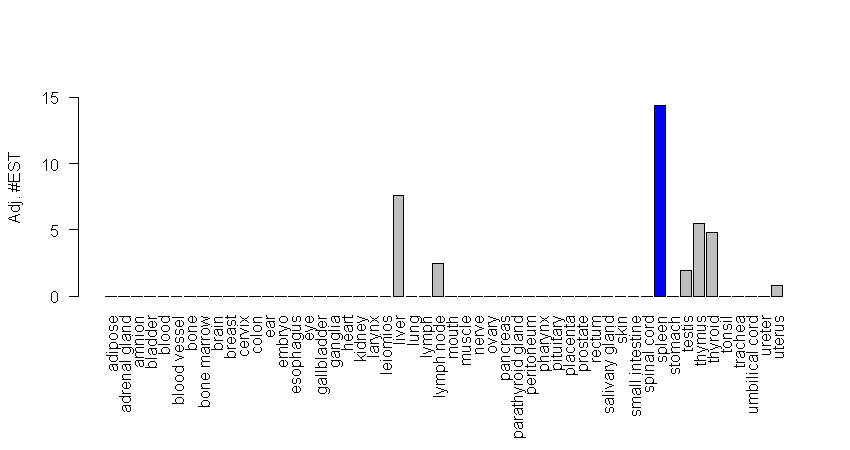 Adj. #EST
15
10
5
0
adipose
adrenal gland
amnion
bladder
blood
blood vessel
bone
bone marrow
brain
breast
cervix
colon
ear
embryo
esophagus
eye
gallbladder
ganglia
heart
kidney
larynx
leiomios
liver
lung
lymph
lymph node
mouth
muscle
nerve
ovary
pancreas
parathyroid gland
peritoneum
pharynx
pituitary
placenta
prostate
rectum
salivary gland
skin
small intestine
spinal cord
spleen
stomach
testis
thymus
thyroid
tonsil
trachea
umbilical cord
ureter
uterus